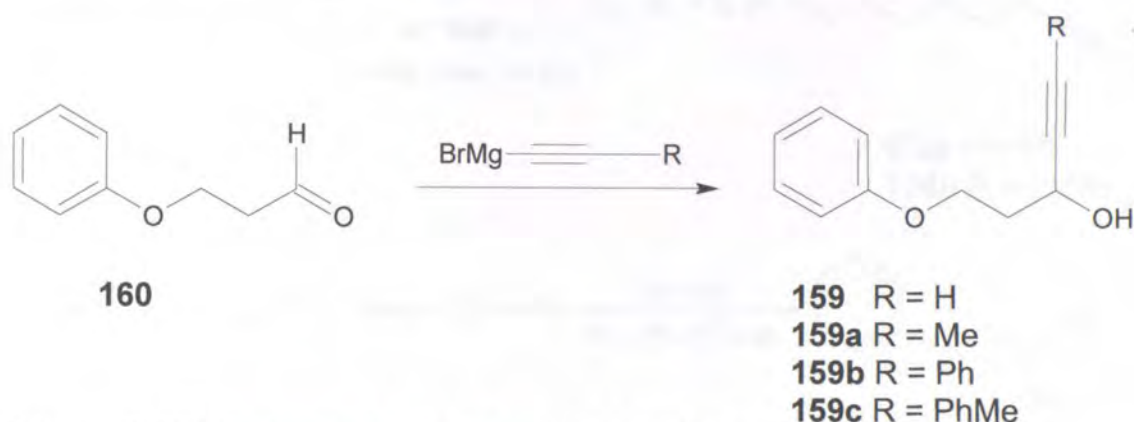 R
H
BrMg
R
O
O
O
OH
160
159 R = H
159a R = Me
159b R = Ph
159c R = PhMe